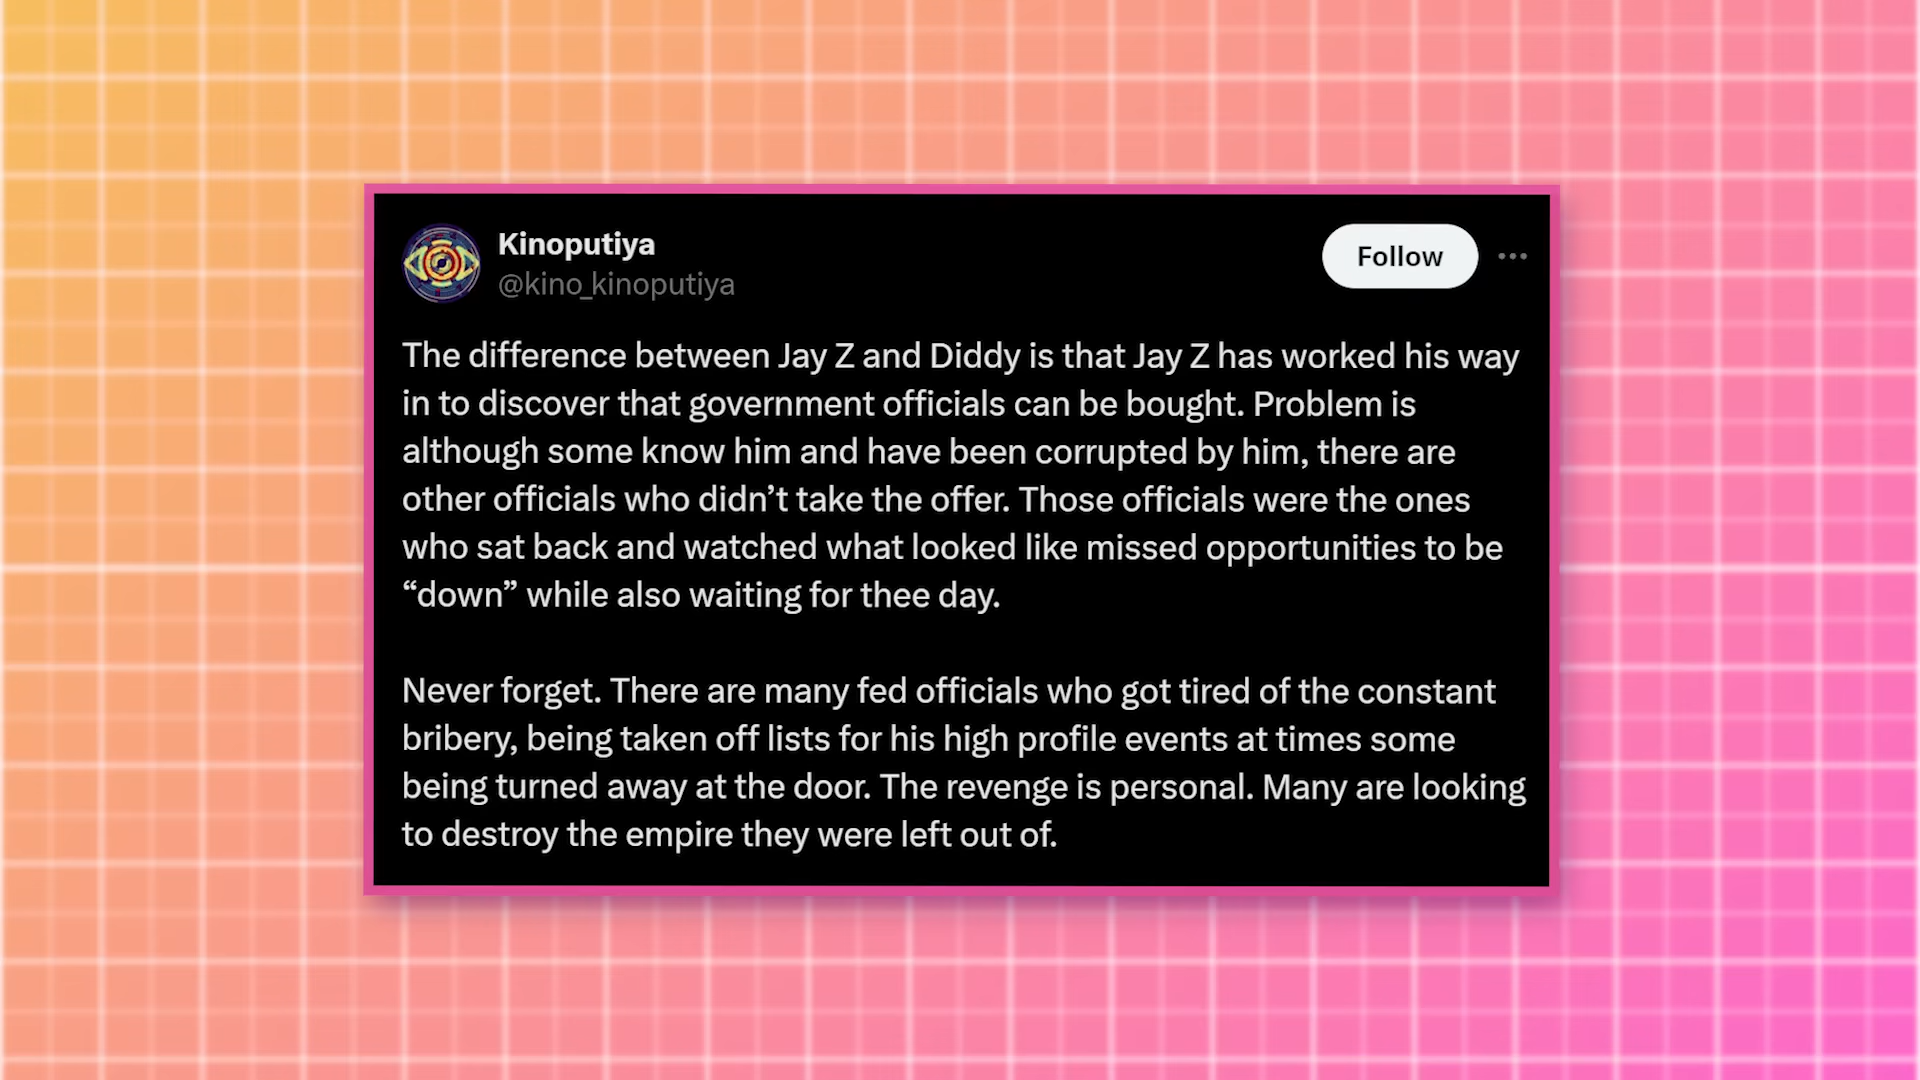 Kinoputiya
@kino_kinoputiya
Follow
The difference between Jay Z and Diddy is that Jay Z has worked his way
in to discover that government officials can be bought. Problem is
although some know him and have been corrupted by him, there are
other officials who didn’t take the offer. Those officials were the ones
who sat back and watched what looked like missed opportunities to be
“down” while also waiting for thee day.
Never forget. There are many fed officials who got tired of the constant
bribery, being taken off lists for his high profile events at times some
being turned away at the door. The revenge is personal. Many are looking
to destroy the empire they were left out of.